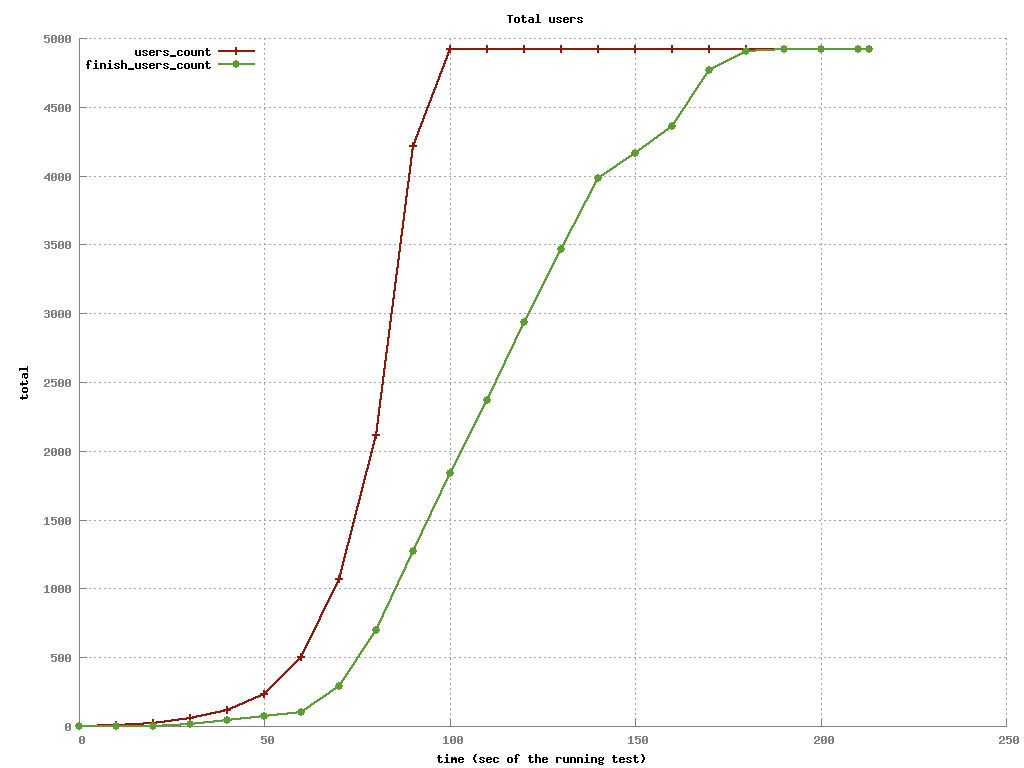 Total users
users_count
finish_users_count
5000
4500
4000
3500
3000
2500
2000
1500
1000
500
0
total
0 50 100 150 200 250
time (sec of the running test)